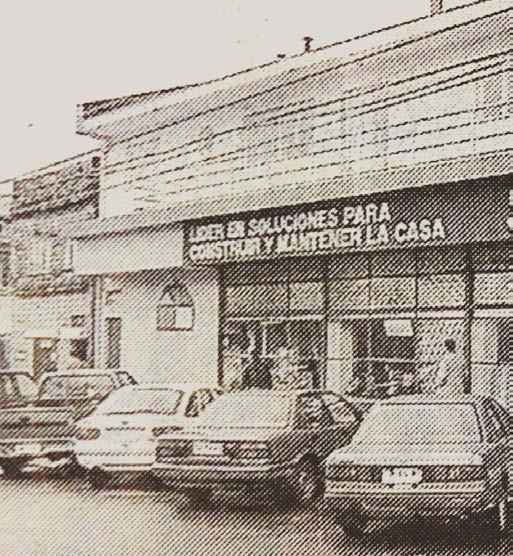 LIDER EN SOLUCIONES PARA
CONSTRUIR Y MANTENER LA CASA